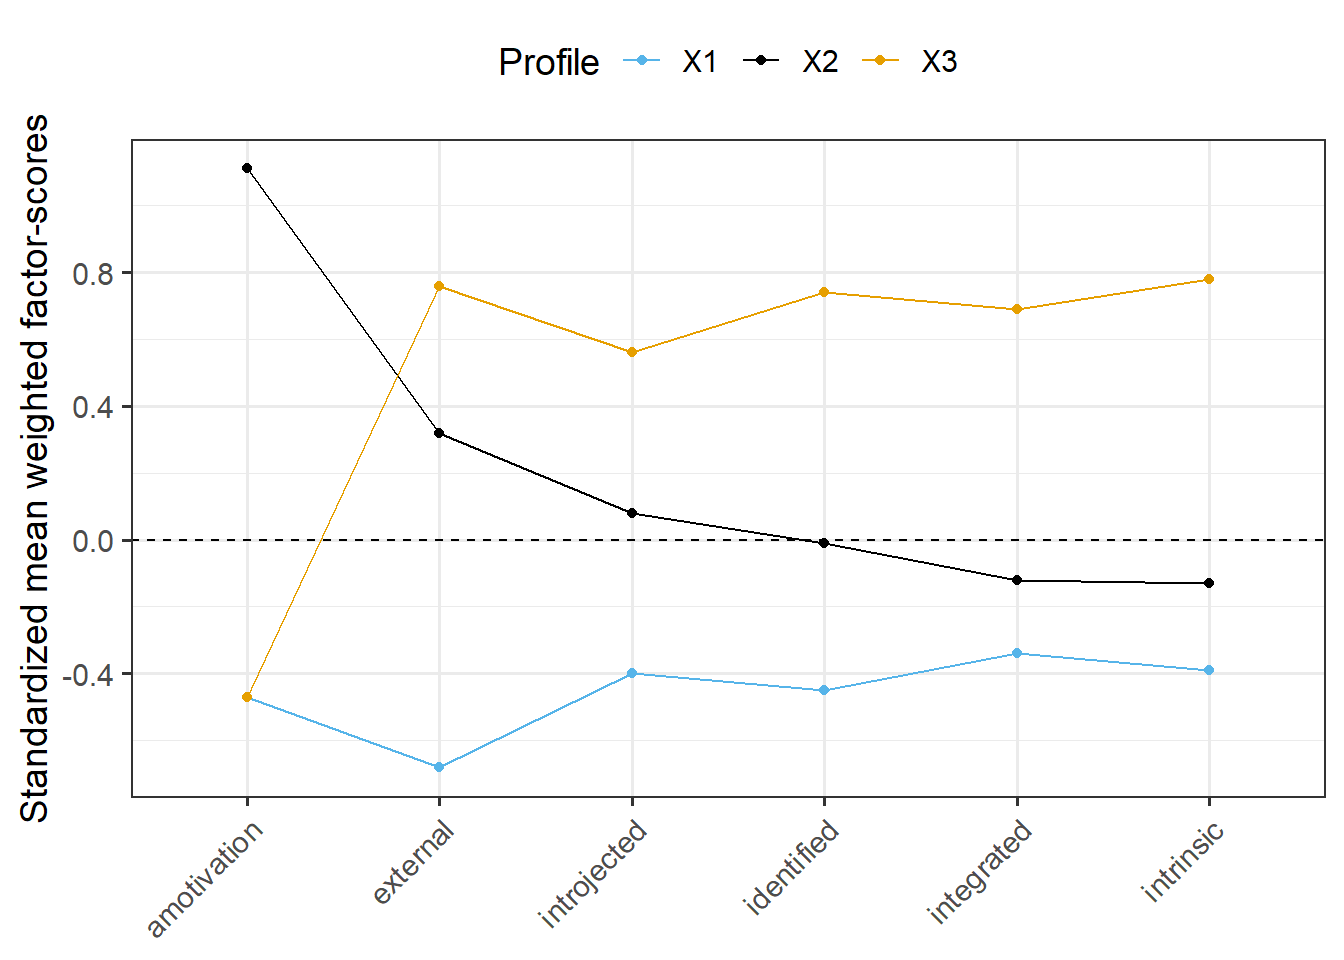 Profile X1 X2 X3
Standardized mean weighted factor-scores
0.8
0.4
0.0
-0.4
amotivation
external
introjected
identified
integrated
intrinsic